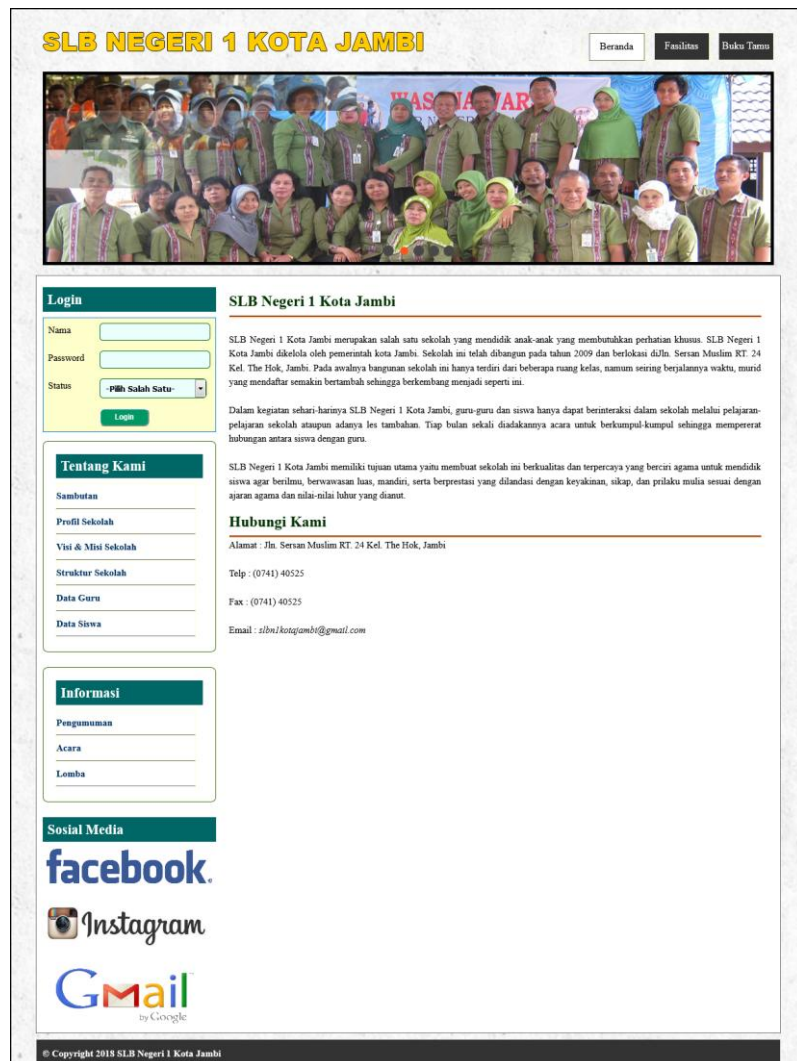 SLB NEGERI 1 KOTA JAMBI
Beranda
Fasilitas
Buku Tamu
Login
Nama
Password
Status
-Pilih Salah Satu-
Login
Tentang Kami
Sambutan
Profil Sekolah
Visi & Misi Sekolah
Struktur Sekolah
Data Guru
Data Siswa
Informasi
Pengumuman
Acara
Lomba
Sosial Media
facebook.
Instagram
Gmail
by Google
SLB Negeri 1 Kota Jambi
SLB Negeri 1 Kota Jambi merupakan salah satu sekolah yang mendidik anak-anak yang membutuhkan perhatian khusus. SLB Negeri 1
Kota Jambi dikelola oleh pemerintah kota Jambi. Sekolah ini telah dibangun pada tahun 2009 dan berlokasi diJln. Sersan Muslim RT. 24
Kel. The Hok, Jambi. Pada awalnya bangunan sekolah ini hanya terdiri dari beberapa ruang kelas, namum seiring berjalannya waktu, murid
yang mendaftar semakin bertambah sehingga berkembang menjadi seperti ini.
Dalam kegiatan sehari-harinya SLB Negeri 1 Kota Jambi, guru-guru dan siswa hanya dapat berinteraksi dalam sekolah melalui pelajaran-
pelajaran sekolah ataupun adanya les tambahan. Tiap bulan sekali diadakannya acara untuk berkumpul-kumpul sehingga mempererat
hubungan antara siswa dengan guru.
SLB Negeri 1 Kota Jambi memiliki tujuan utama yaitu membuat sekolah ini berkualitas dan terpercaya yang berciri agama untuk mendidik
siswa agar berilmu, berwawasan luas, mandiri, serta berprestasi yang dilandasi dengan keyakinan, sikap, dan prilaku mulia sesuai dengan
ajaran agama dan nilai-nilai luhur yang dianut.
Hubungi Kami
Alamat : Jln. Sersan Muslim RT. 24 Kel. The Hok, Jambi
Telp : (0741) 40525
Fax : (0741) 40525
Email : slbn1kotajambi@gmail.com
© Copyright 2018 SLB Negeri 1 Kota Jambi